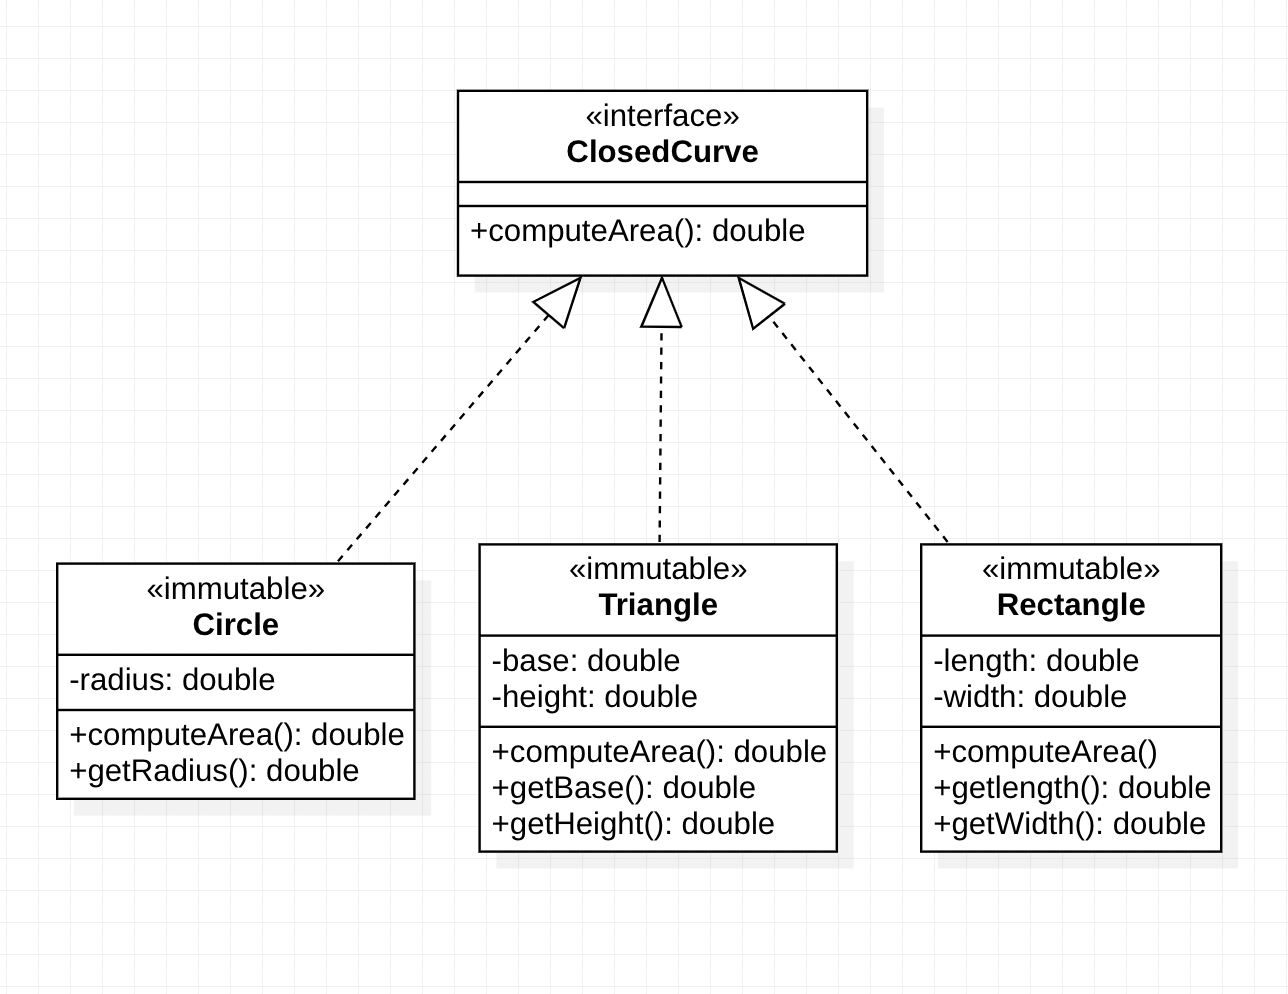 «interface»
ClosedCurve
+computeArea(): double
«immutable»
Circle
-radius: double
+computeArea(): double
+getRadius(): double
«immutable»
Triangle
-base: double
-height: double
+computeArea(): double
+getBase(): double
+getHeight(): double
«immutable»
Rectangle
-length: double
-width: double
+computeArea()
+getlength(): double
+getWidth(): double